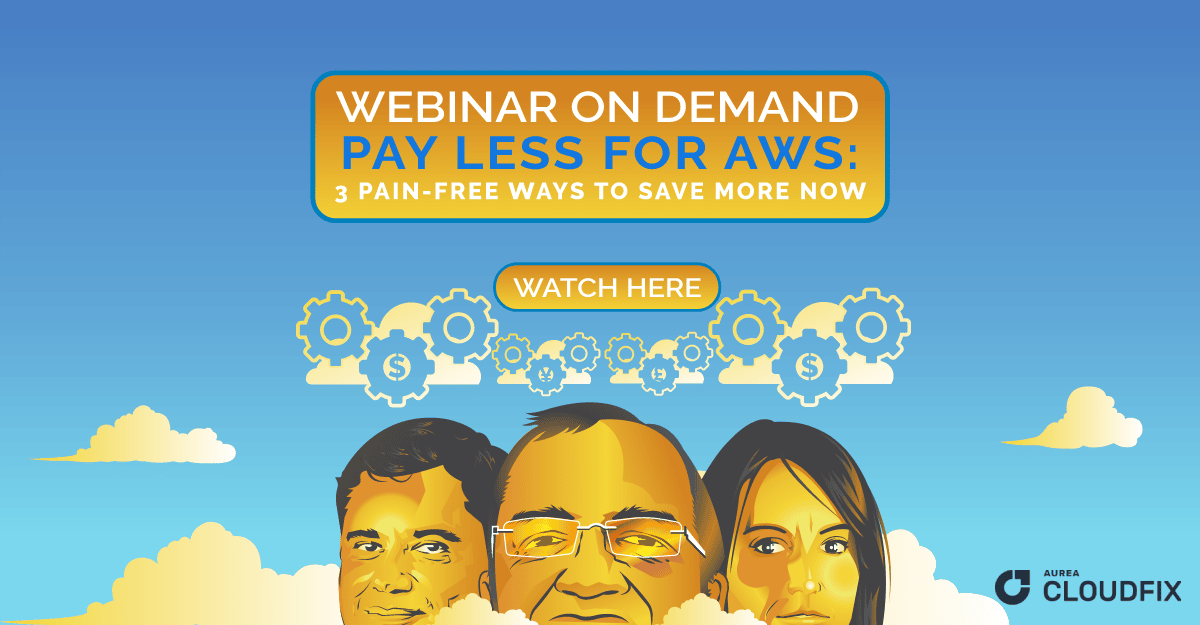 WEBINAR ON DEMAND
PAY LESS FOR AWS:
3 PAIN-FREE WAYS TO SAVE MORE NOW
WATCH HERE
$ ¥ £ $
AUREA
CLOUDFIX